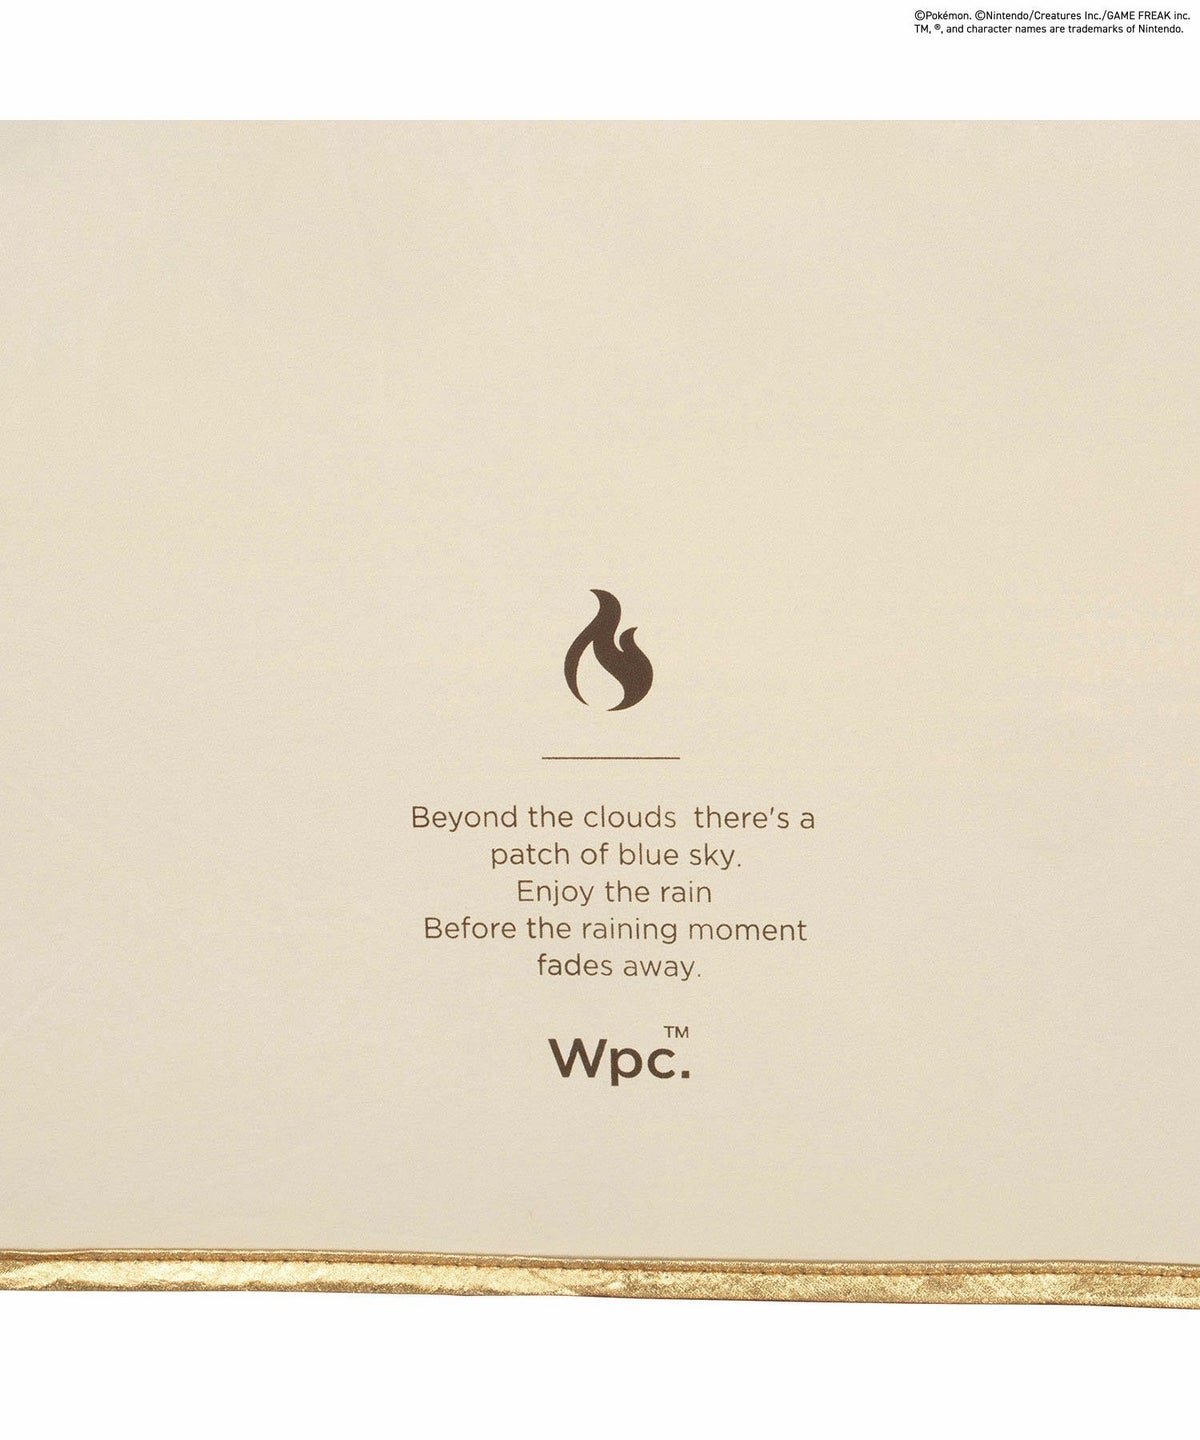 ©Pokémon. ©Nintendo/Creatures Inc./GAME FREAK inc.
TM, ®, and character names are trademarks of Nintendo.
Beyond the clouds there's a
patch of blue sky.
Enjoy the rain
Before the raining moment
fades away.
Wpc.™